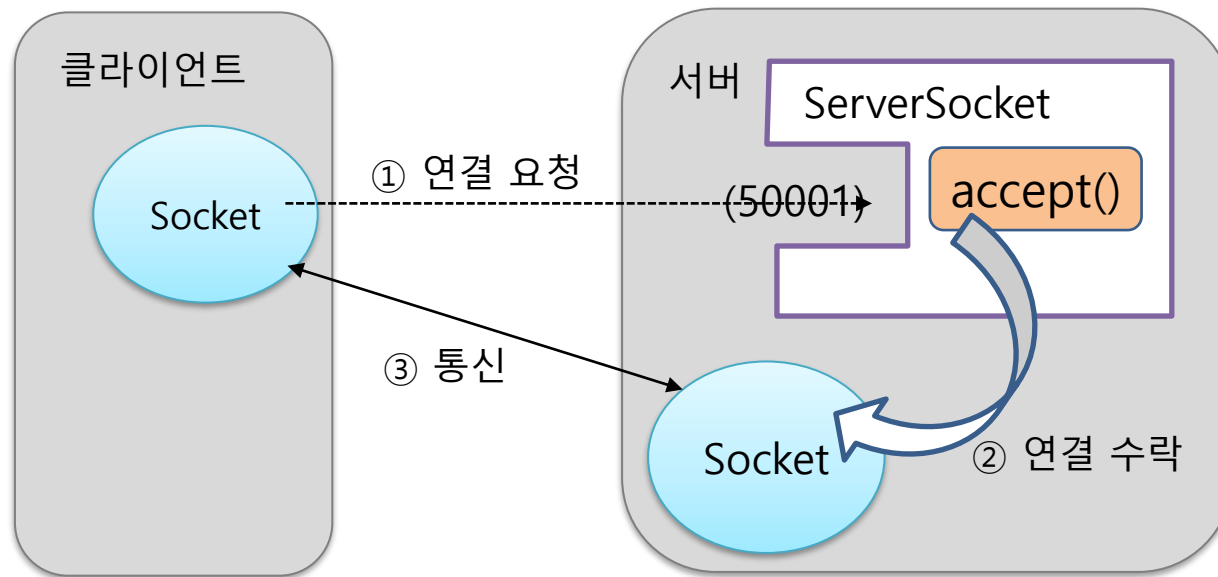 클라이언트
Socket
① 연결 요청
③ 통신
서버
ServerSocket
(50001)
accept()
Socket
② 연결 수락